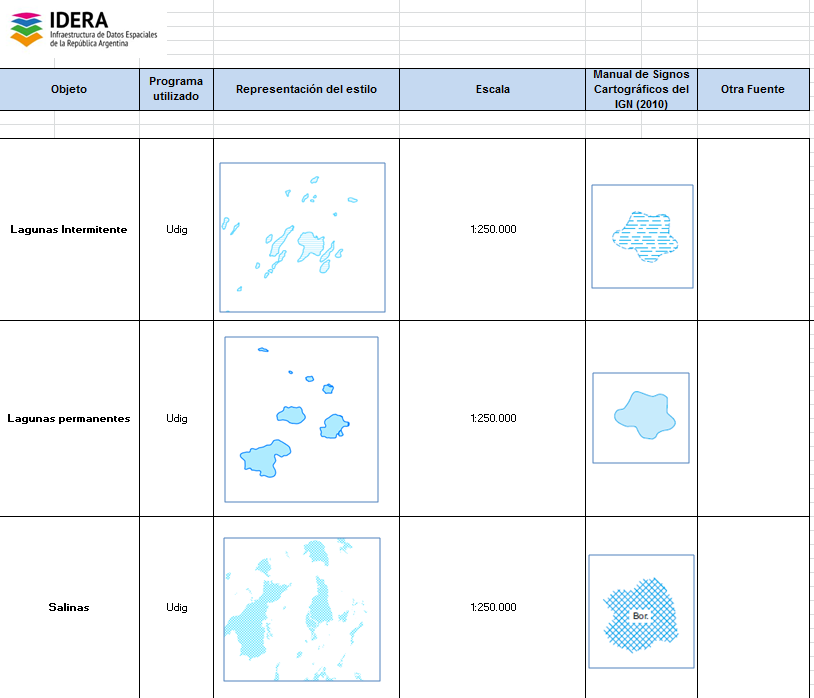 IDERA
Infraestructura de Datos Espaciales
de la República Argentina
Objeto
Programa
utilizado
Representación del estilo
Escala
Manual de Signos
Cartográficos del
IGN (2010)
Otra Fuente
Lagunas Intermitente
Udig
1:250.000
Lagunas permanentes
Udig
1:250.000
Salinas
Udig
1:250.000
Bor.